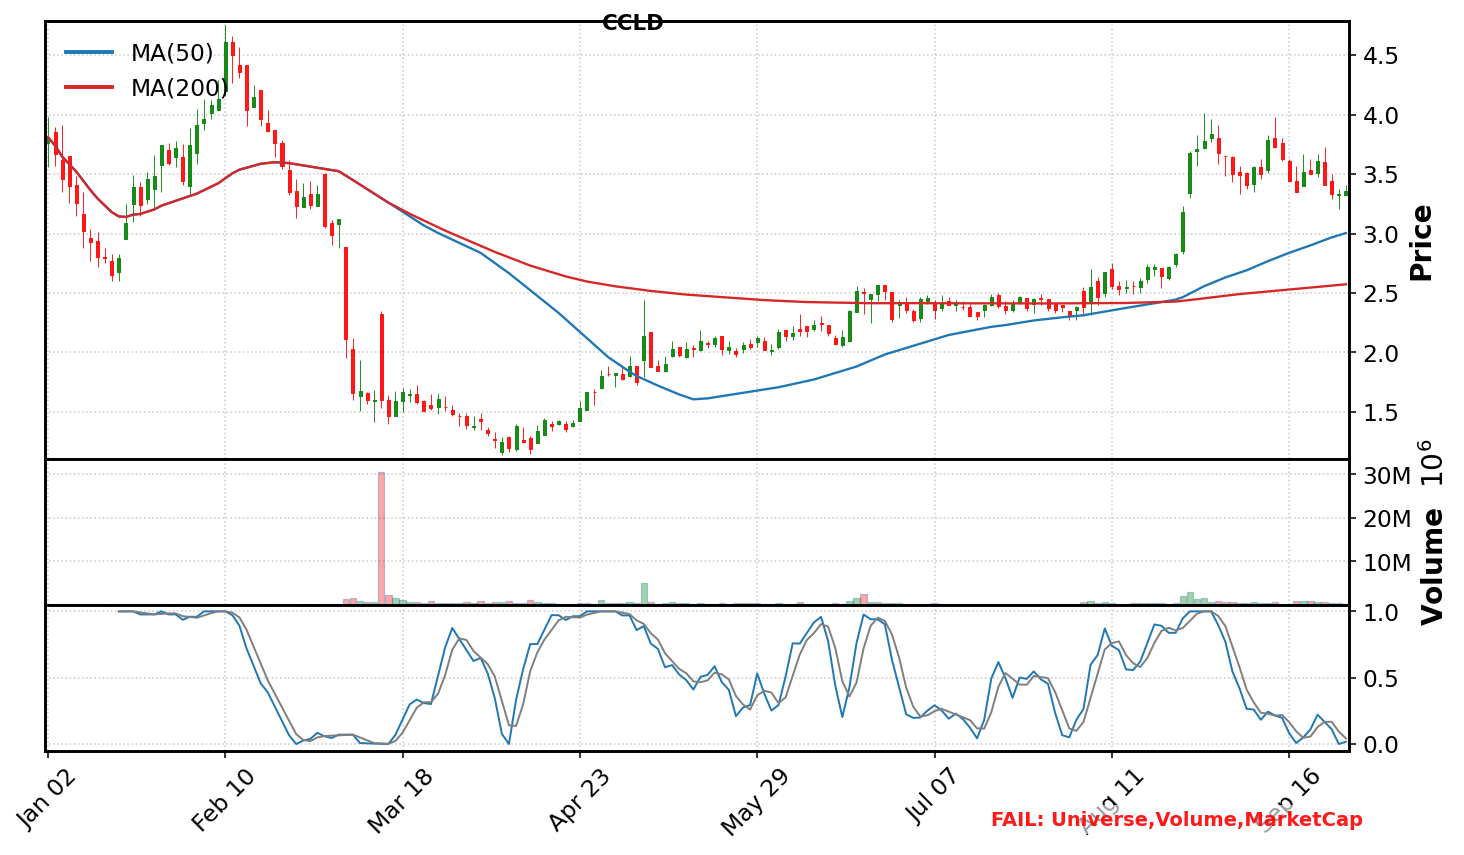 CCLD
MA(50)
MA(200)
4.5
4.0
3.5
3.0
2.5
2.0
1.5
Price
30M
20M
10M
Volume 10^6
1.0
0.5
0.0
Jan 02
Feb 10
Mar 18
Apr 23
May 29
Jul 07
Aug 11
Sep 16
FAIL: Universe,Volume,MarketCap